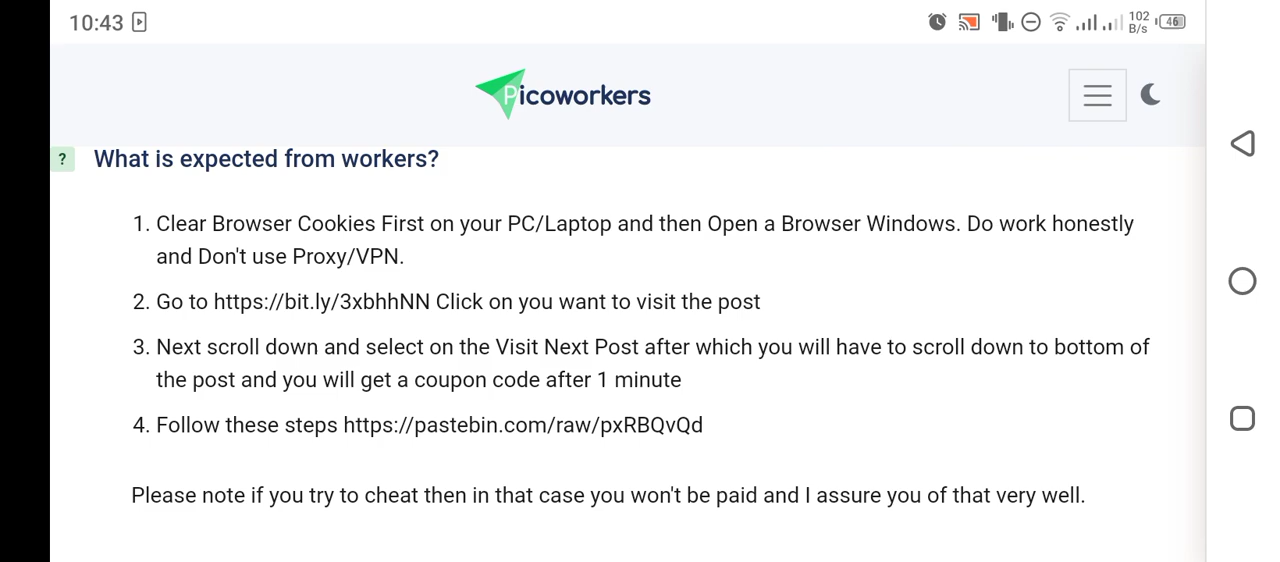 10:43
102
B/s
46
Picoworkers
? What is expected from workers?
1. Clear Browser Cookies First on your PC/Laptop and then Open a Browser Windows. Do work honestly
and Don't use Proxy/VPN.
2. Go to https://bit.ly/3xbhhNN Click on you want to visit the post
3. Next scroll down and select on the Visit Next Post after which you will have to scroll down to bottom of
the post and you will get a coupon code after 1 minute
4. Follow these steps https://pastebin.com/raw/pxRBQvQd
Please note if you try to cheat then in that case you won't be paid and I assure you of that very well.